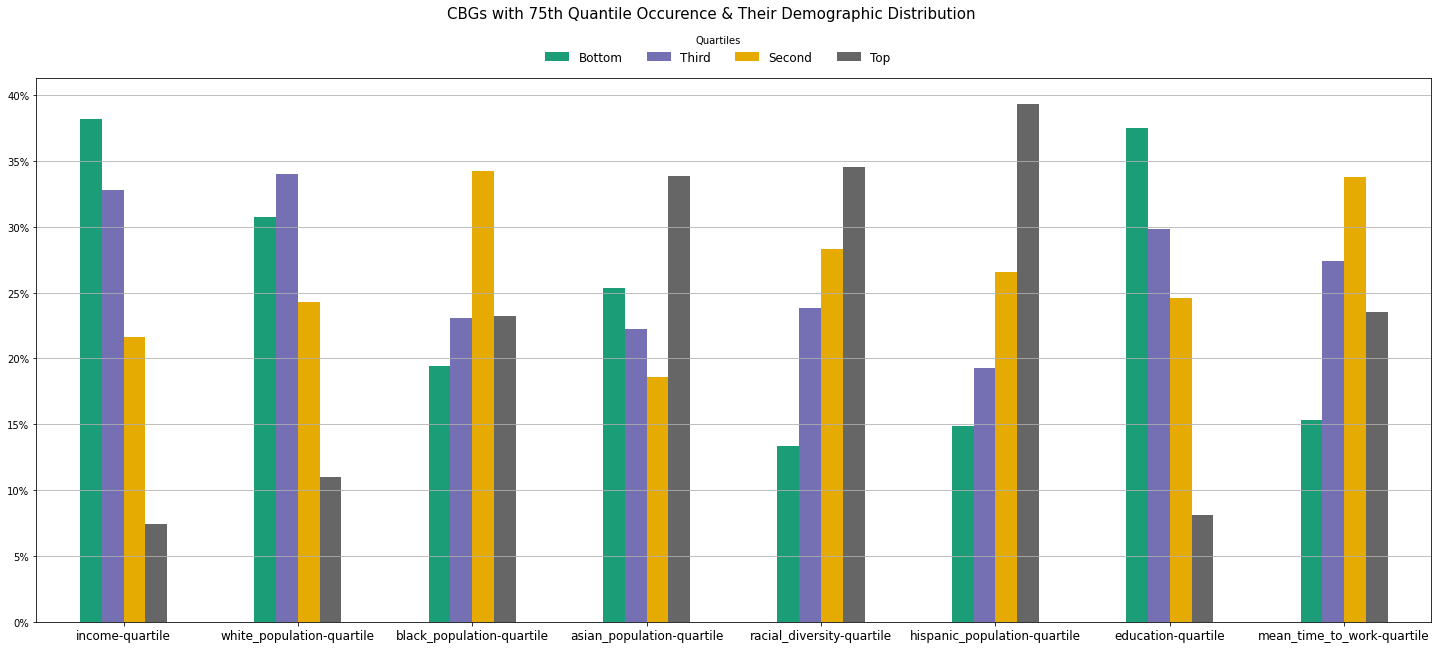 CBGs with 75th Quantile Occurence & Their Demographic Distribution
Quartiles
Bottom Third Second Top
40%
35%
30%
25%
20%
15%
10%
5%
0%
income-quartile white_population-quartile black_population-quartile asian_population-quartile racial_diversity-quartile hispanic_population-quartile education-quartile mean_time_to_work-quartile